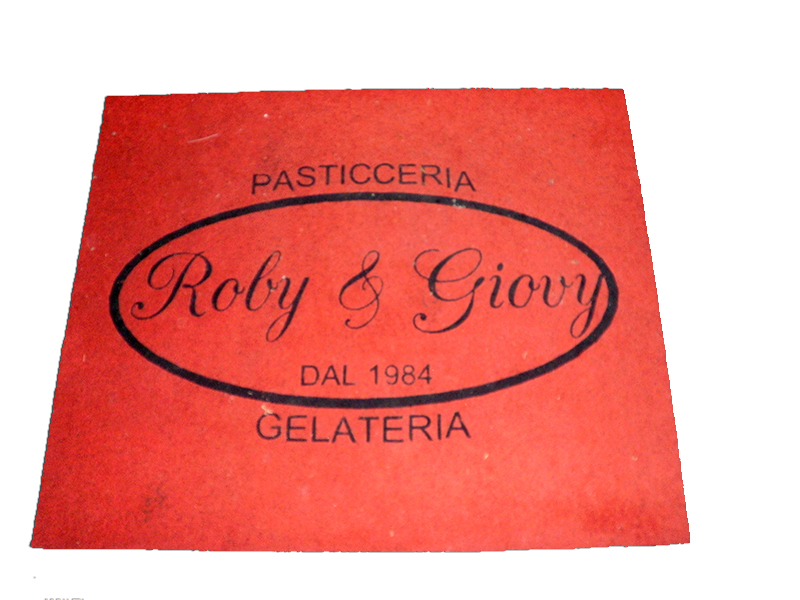 PASTICCERIA
Roby & Giovy
DAL 1984
GELATERIA